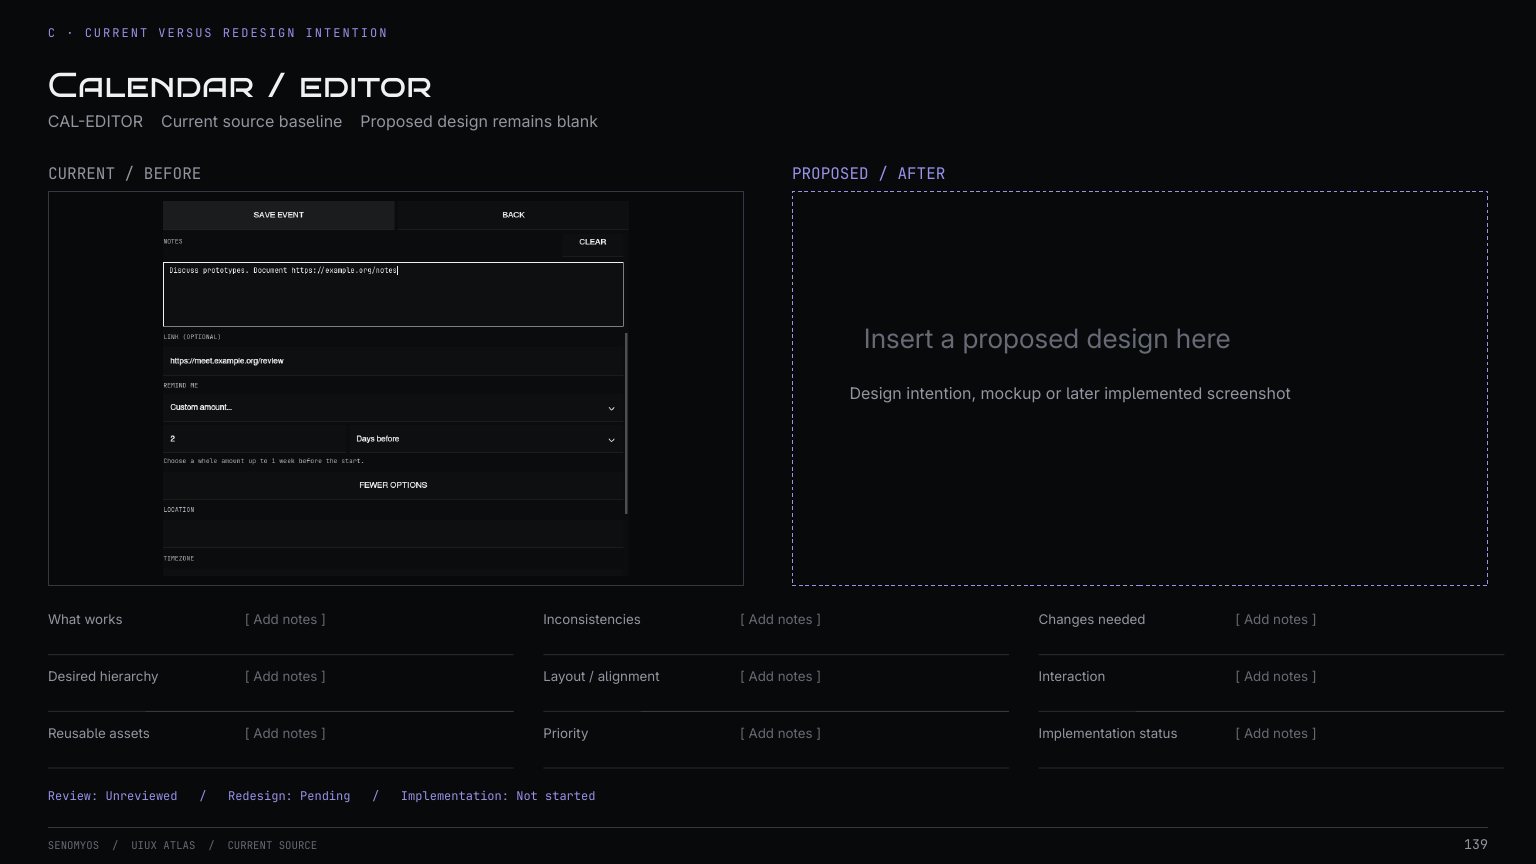 C · CURRENT VERSUS REDESIGN INTENTION
CALENDAR / EDITOR
CAL-EDITOR Current source baseline Proposed design remains blank
CURRENT / BEFORE
SAVE EVENT BACK
NOTES CLEAR
Discuss prototypes. Document https://example.org/notes
LINK (OPTIONAL)
https://meet.example.org/review
REMIND ME
Custom amount...
2 Days before
Choose a whole amount up to 1 week before the start.
FEWER OPTIONS
LOCATION
TIMEZONE
PROPOSED / AFTER
Insert a proposed design here
Design intention, mockup or later implemented screenshot
What works [ Add notes ] Inconsistencies [ Add notes ] Changes needed [ Add notes ]
Desired hierarchy [ Add notes ] Layout / alignment [ Add notes ] Interaction [ Add notes ]
Reusable assets [ Add notes ] Priority [ Add notes ] Implementation status [ Add notes ]
Review: Unreviewed / Redesign: Pending / Implementation: Not started
SENOMYOS / UIUX ATLAS / CURRENT SOURCE 139